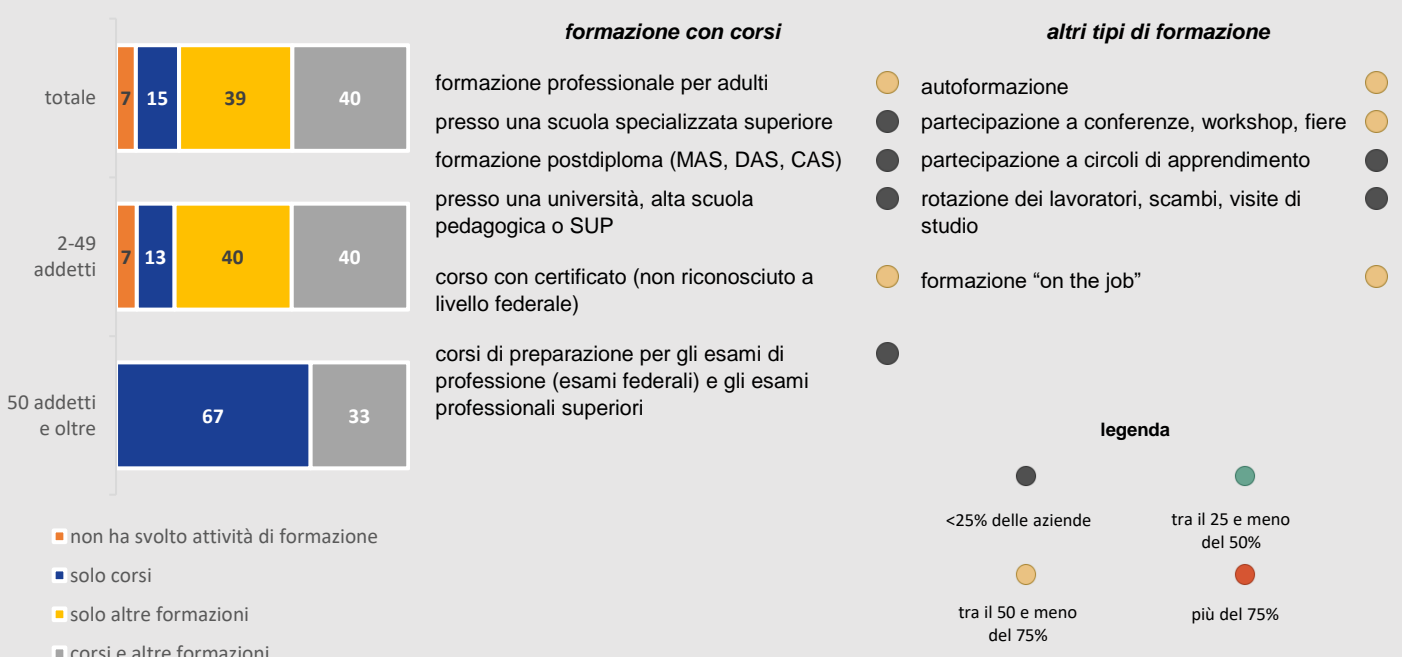 totale
7 15 39 40
2-49
addetti
7 13 40 40
50 addetti
e oltre
67 33
non ha svolto attività di formazione
solo corsi
solo altre formazioni
corsi e altre formazioni
formazione con corsi
formazione professionale per adulti
presso una scuola specializzata superiore
formazione postdiploma (MAS, DAS, CAS)
presso una università, alta scuola
pedagogica o SUP
corso con certificato (non riconosciuto a
livello federale)
corsi di preparazione per gli esami di
professione (esami federali) e gli esami
professionali superiori
altri tipi di formazione
autoformazione
partecipazione a conferenze, workshop, fiere
partecipazione a circoli di apprendimento
rotazione dei lavoratori, scambi, visite di
studio
formazione “on the job”
legenda
<25% delle aziende
tra il 25 e meno
del 50%
tra il 50 e meno
del 75%
più del 75%